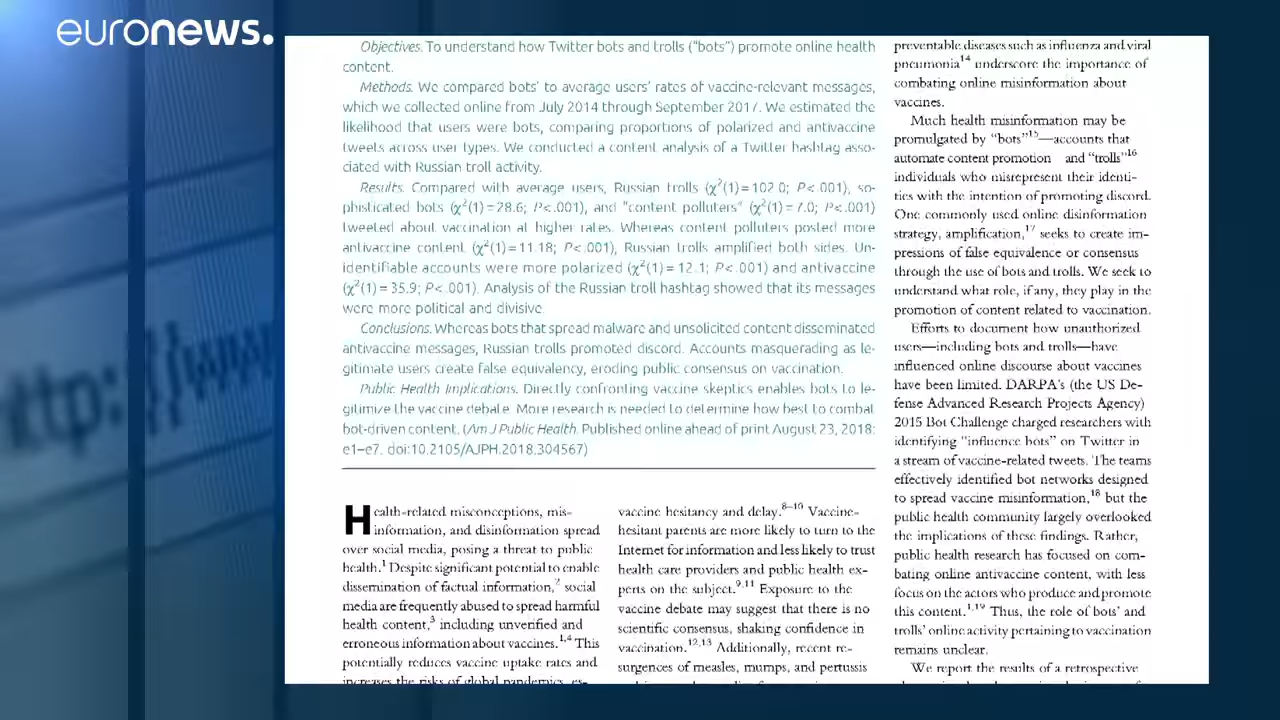 euronews.
Objectives. To understand how Twitter bots and trolls ("bots") promote online health
content.
Methods. We compared bots' to average users' rates of vaccine-relevant messages,
which we collected online from July 2014 through September 2017. We estimated the
likelihood that users were bots, comparing proportions of polarized and antivaccine
tweets across user types. We conducted a content analysis of a Twitter hashtag asso-
ciated with Russian troll activity.
Results. Compared with average users, Russian trolls (χ²(1)=102.0; P<.001), so-
phisticated bots (χ²(1)=28.6; P<.001), and "content polluters" (χ²(1)=7.0; P<.001)
tweeted about vaccination at higher rates. Whereas content polluters posted more
antivaccine content (χ²(1)=11.18; P<.001), Russian trolls amplified both sides. Un-
identifiable accounts were more polarized (χ²(1)=12.1; P<.001) and antivaccine
(χ²(1)=35.9; P<.001). Analysis of the Russian troll hashtag showed that its messages
were more political and divisive.
Conclusions. Whereas bots that spread malware and unsolicited content disseminated
antivaccine messages, Russian trolls promoted discord. Accounts masquerading as le-
gitimate users create false equivalency, eroding public consensus on vaccination.
Public Health Implications. Directly confronting vaccine skeptics enables bots to le-
gitimize the vaccine debate. More research is needed to determine how best to combat
bot-driven content. (Am J Public Health. Published online ahead of print August 23, 2018:
e1–e7. doi:10.2105/AJPH.2018.304567)
Health-related misconceptions, mis-
information, and disinformation spread
over social media, posing a threat to public
health.¹ Despite significant potential to enable
dissemination of factual information,² social
media are frequently abused to spread harmful
health content,³ including unverified and
erroneous information about vaccines.¹,⁴ This
potentially reduces vaccine uptake rates and
increases the risks of global pandemics, es-
vaccine hesitancy and delay.⁸⁻¹⁰ Vaccine-
hesitant parents are more likely to turn to the
Internet for information and less likely to trust
health care providers and public health ex-
perts on the subject.⁹,¹¹ Exposure to the
vaccine debate may suggest that there is no
scientific consensus, shaking confidence in
vaccination.¹²,¹³ Additionally, recent re-
surgences of measles, mumps, and pertussis
preventable diseases such as influenza and viral
pneumonia¹⁴ underscore the importance of
combating online misinformation about
vaccines.
Much health misinformation may be
promulgated by "bots"¹⁵—accounts that
automate content promotion—and "trolls"¹⁶
individuals who misrepresent their identi-
ties with the intention of promoting discord.
One commonly used online disinformation
strategy, amplification,¹⁷ seeks to create im-
pressions of false equivalence or consensus
through the use of bots and trolls. We seek to
understand what role, if any, they play in the
promotion of content related to vaccination.
Efforts to document how unauthorized
users—including bots and trolls—have
influenced online discourse about vaccines
have been limited. DARPA's (the US De-
fense Advanced Research Projects Agency)
2015 Bot Challenge charged researchers with
identifying "influence bots" on Twitter in
a stream of vaccine-related tweets. The teams
effectively identified bot networks designed
to spread vaccine misinformation,¹⁸ but the
public health community largely overlooked
the implications of these findings. Rather,
public health research has focused on com-
bating online antivaccine content, with less
focus on the actors who produce and promote
this content.¹,¹⁹ Thus, the role of bots' and
trolls' online activity pertaining to vaccination
remains unclear.
We report the results of a retrospective